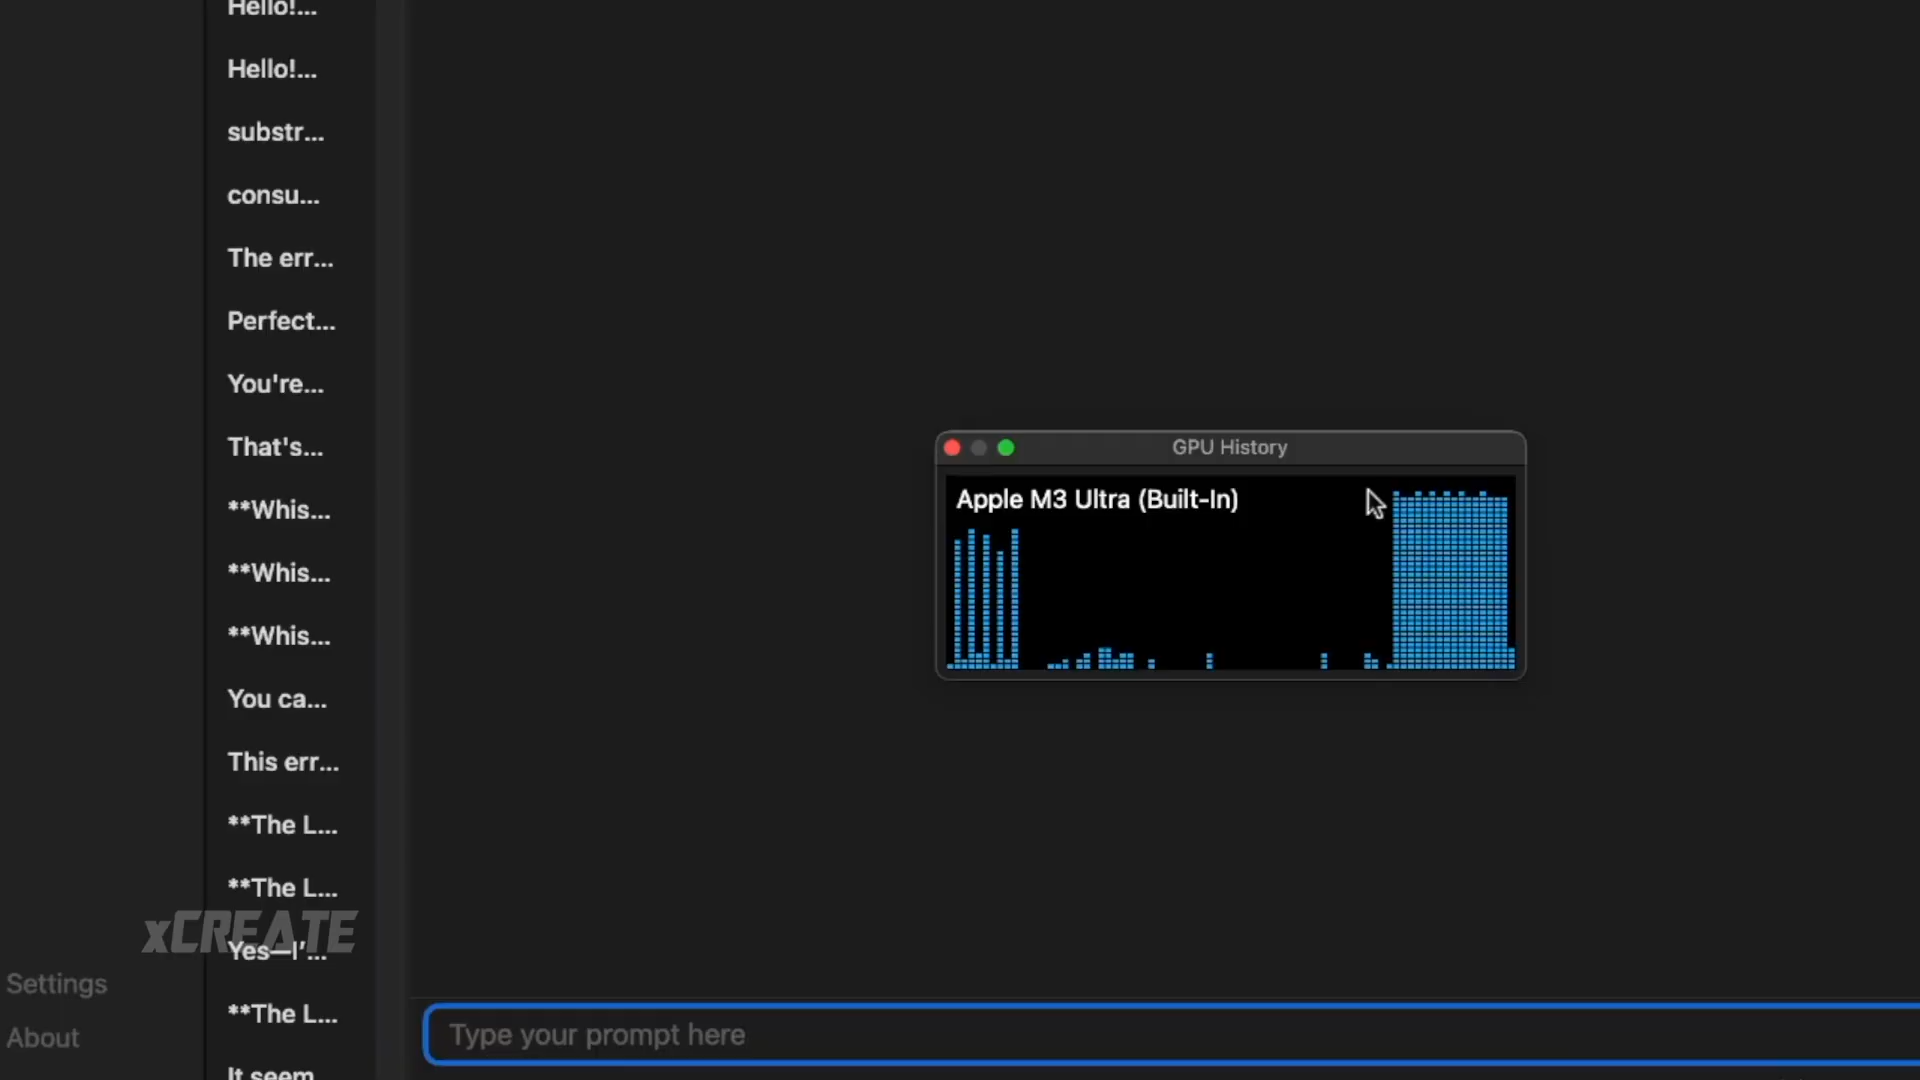 Hello!...
Hello!...
substr...
consu...
The err...
Perfect...
You're...
That's...
**Whis...
**Whis...
**Whis...
You ca...
This err...
**The L...
**The L...
Yes—I'...
**The L...
It seem
xCREATE
Settings
About
GPU History
Apple M3 Ultra (Built-In)
Type your prompt here